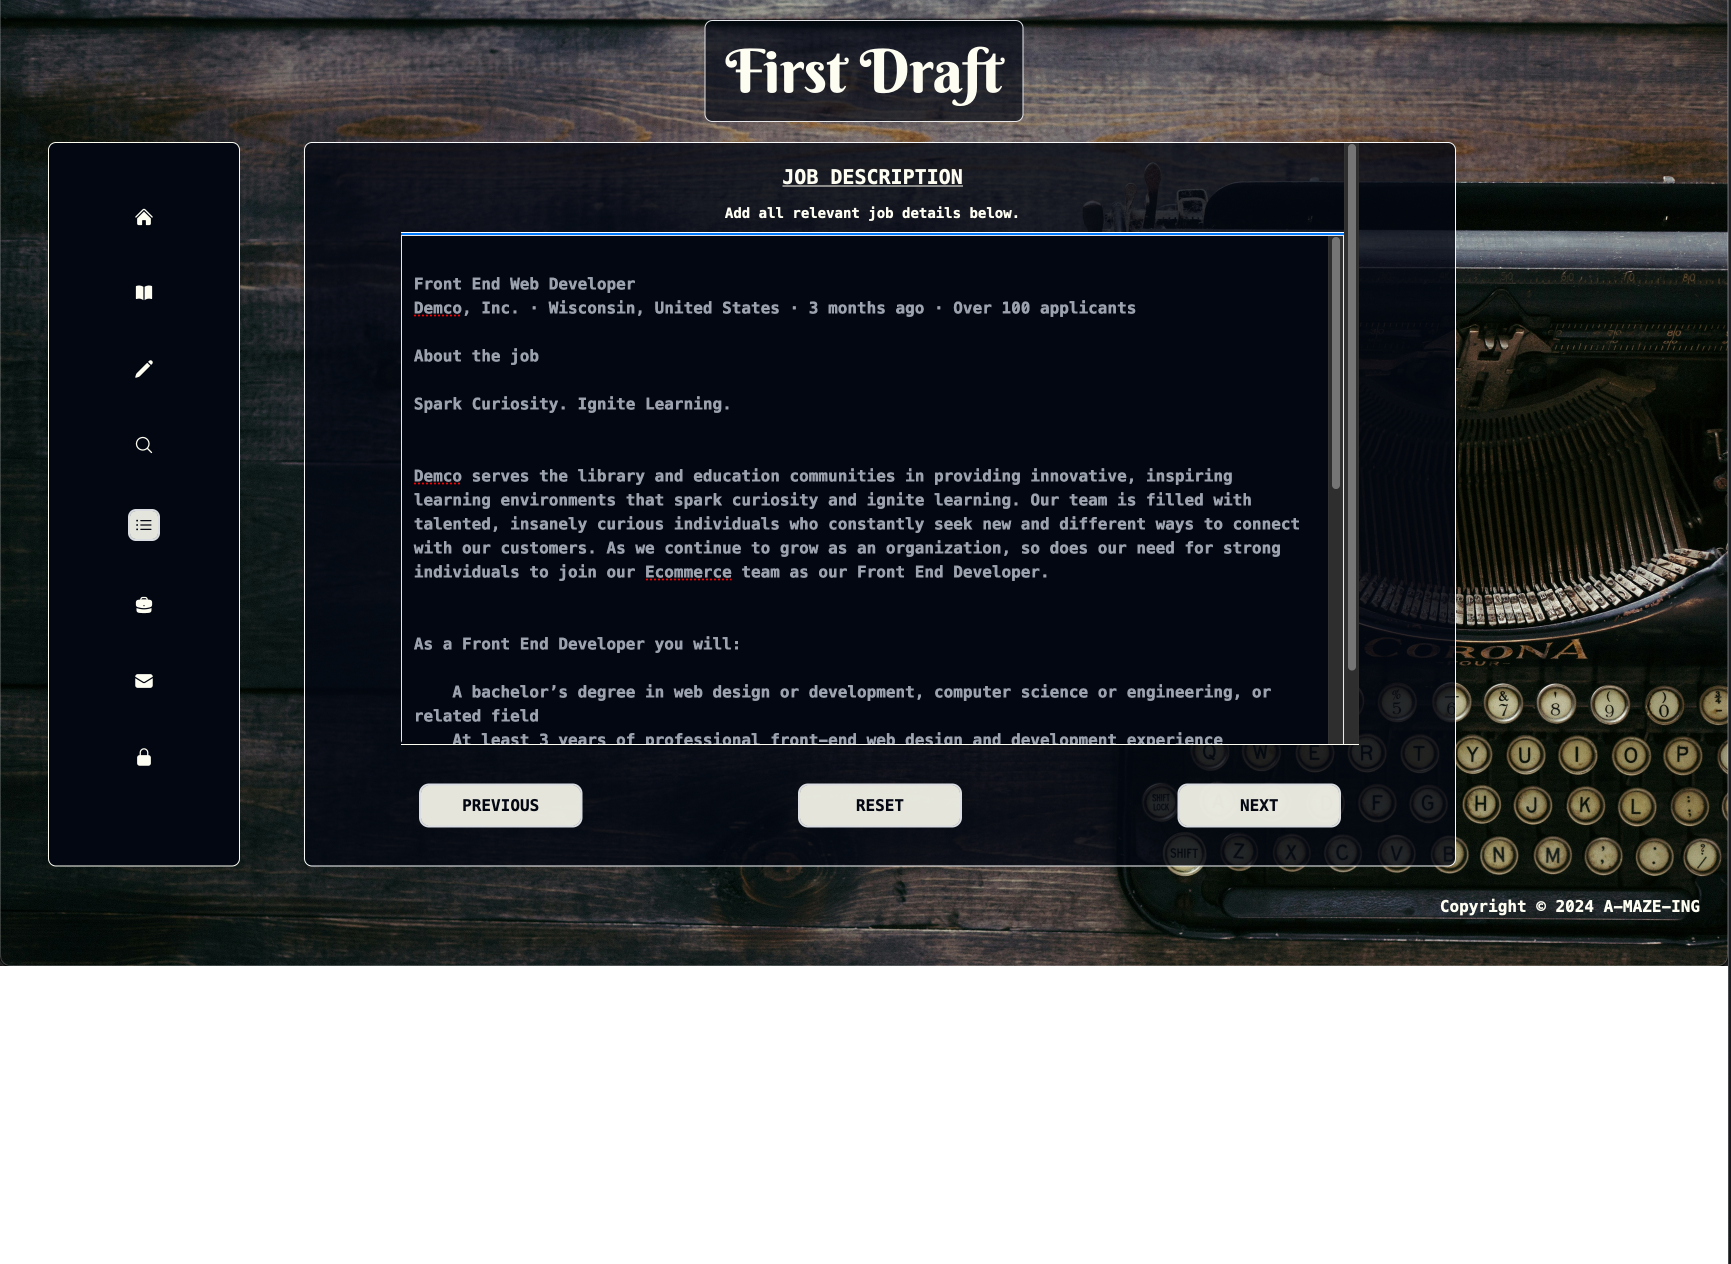 First Draft
JOB DESCRIPTION
Add all relevant job details below.
Front End Web Developer
Demco, Inc. · Wisconsin, United States · 3 months ago · Over 100 applicants
About the job
Spark Curiosity. Ignite Learning.
Demco serves the library and education communities in providing innovative, inspiring
learning environments that spark curiosity and ignite learning. Our team is filled with
talented, insanely curious individuals who constantly seek new and different ways to connect
with our customers. As we continue to grow as an organization, so does our need for strong
individuals to join our Ecommerce team as our Front End Developer.
As a Front End Developer you will:
A bachelor’s degree in web design or development, computer science or engineering, or
related field
At least 3 years of professional front-end web design and development experience
PREVIOUS
RESET
NEXT
CORONA
& 7 ' 8 ( 9 ) 0
Q W E R T Y U I O P
F G H J K L ;
SHIFT Z X C V B N M , . ? /
Copyright © 2024 A-MAZE-ING